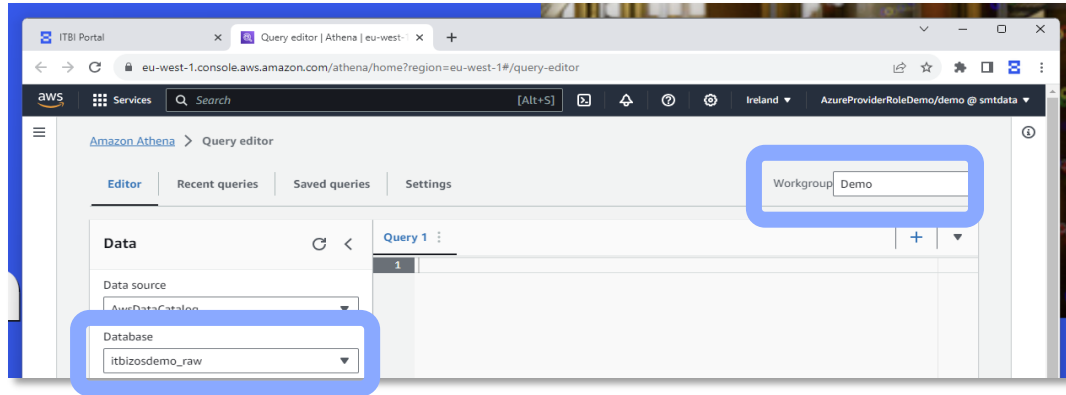 ITBI Portal
Query editor | Athena | eu-west-1
eu-west-1.console.aws.amazon.com/athena/home?region=eu-west-1#/query-editor
aws
Services
Search [Alt+S]
Ireland
AzureProviderRoleDemo/demo @ smtdata
Amazon Athena > Query editor
Editor
Recent queries
Saved queries
Settings
Workgroup
Demo
Data
Query 1
1
Data source
AwsDataCatalog
Database
itbizosdemo_raw